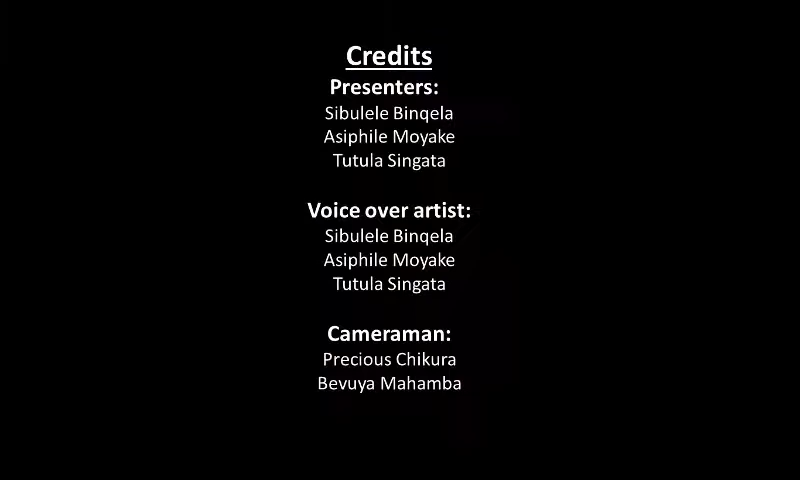 Credits
Presenters:
Sibulele Binqela
Asiphile Moyake
Tutula Singata
Voice over artist:
Sibulele Binqela
Asiphile Moyake
Tutula Singata
Cameraman:
Precious Chikura
Bevuya Mahamba